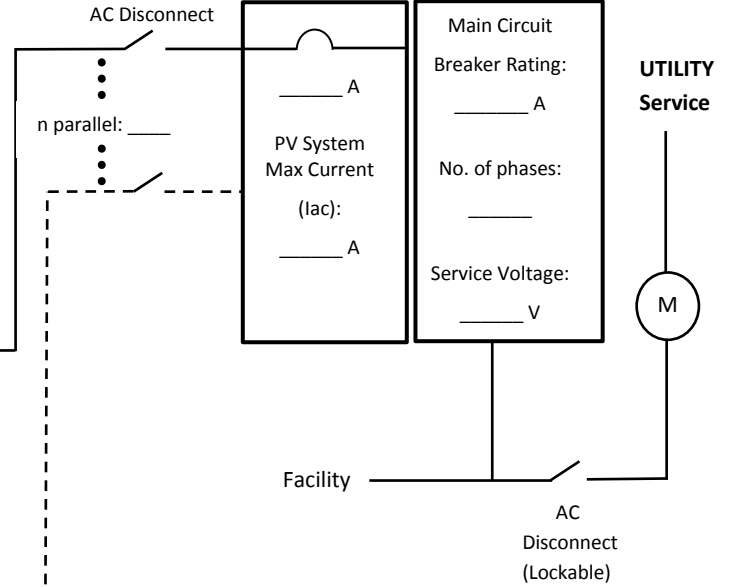 AC Disconnect
n parallel: ____
______ A
PV System
Max Current
(Iac):
______ A
Main Circuit
Breaker Rating:
_______ A
No. of phases:
______
Service Voltage:
______ V
UTILITY
Service
M
Facility
AC
Disconnect
(Lockable)